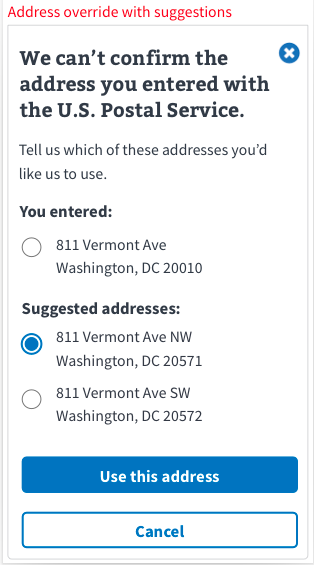 Address override with suggestions
We can’t confirm the
address you entered with
the U.S. Postal Service.
Tell us which of these addresses you’d
like us to use.
You entered:
811 Vermont Ave
Washington, DC 20010
Suggested addresses:
811 Vermont Ave NW
Washington, DC 20571
811 Vermont Ave SW
Washington, DC 20572
Use this address
Cancel